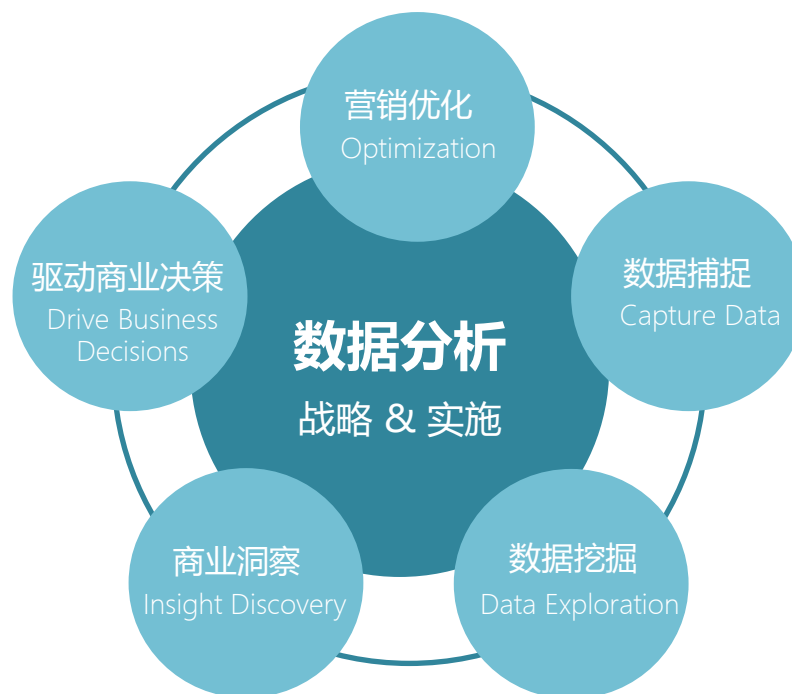 营销优化
Optimization
数据捕捉
Capture Data
驱动商业决策
Drive Business
Decisions
数据分析
战略 & 实施
商业洞察
Insight Discovery
数据挖掘
Data Exploration